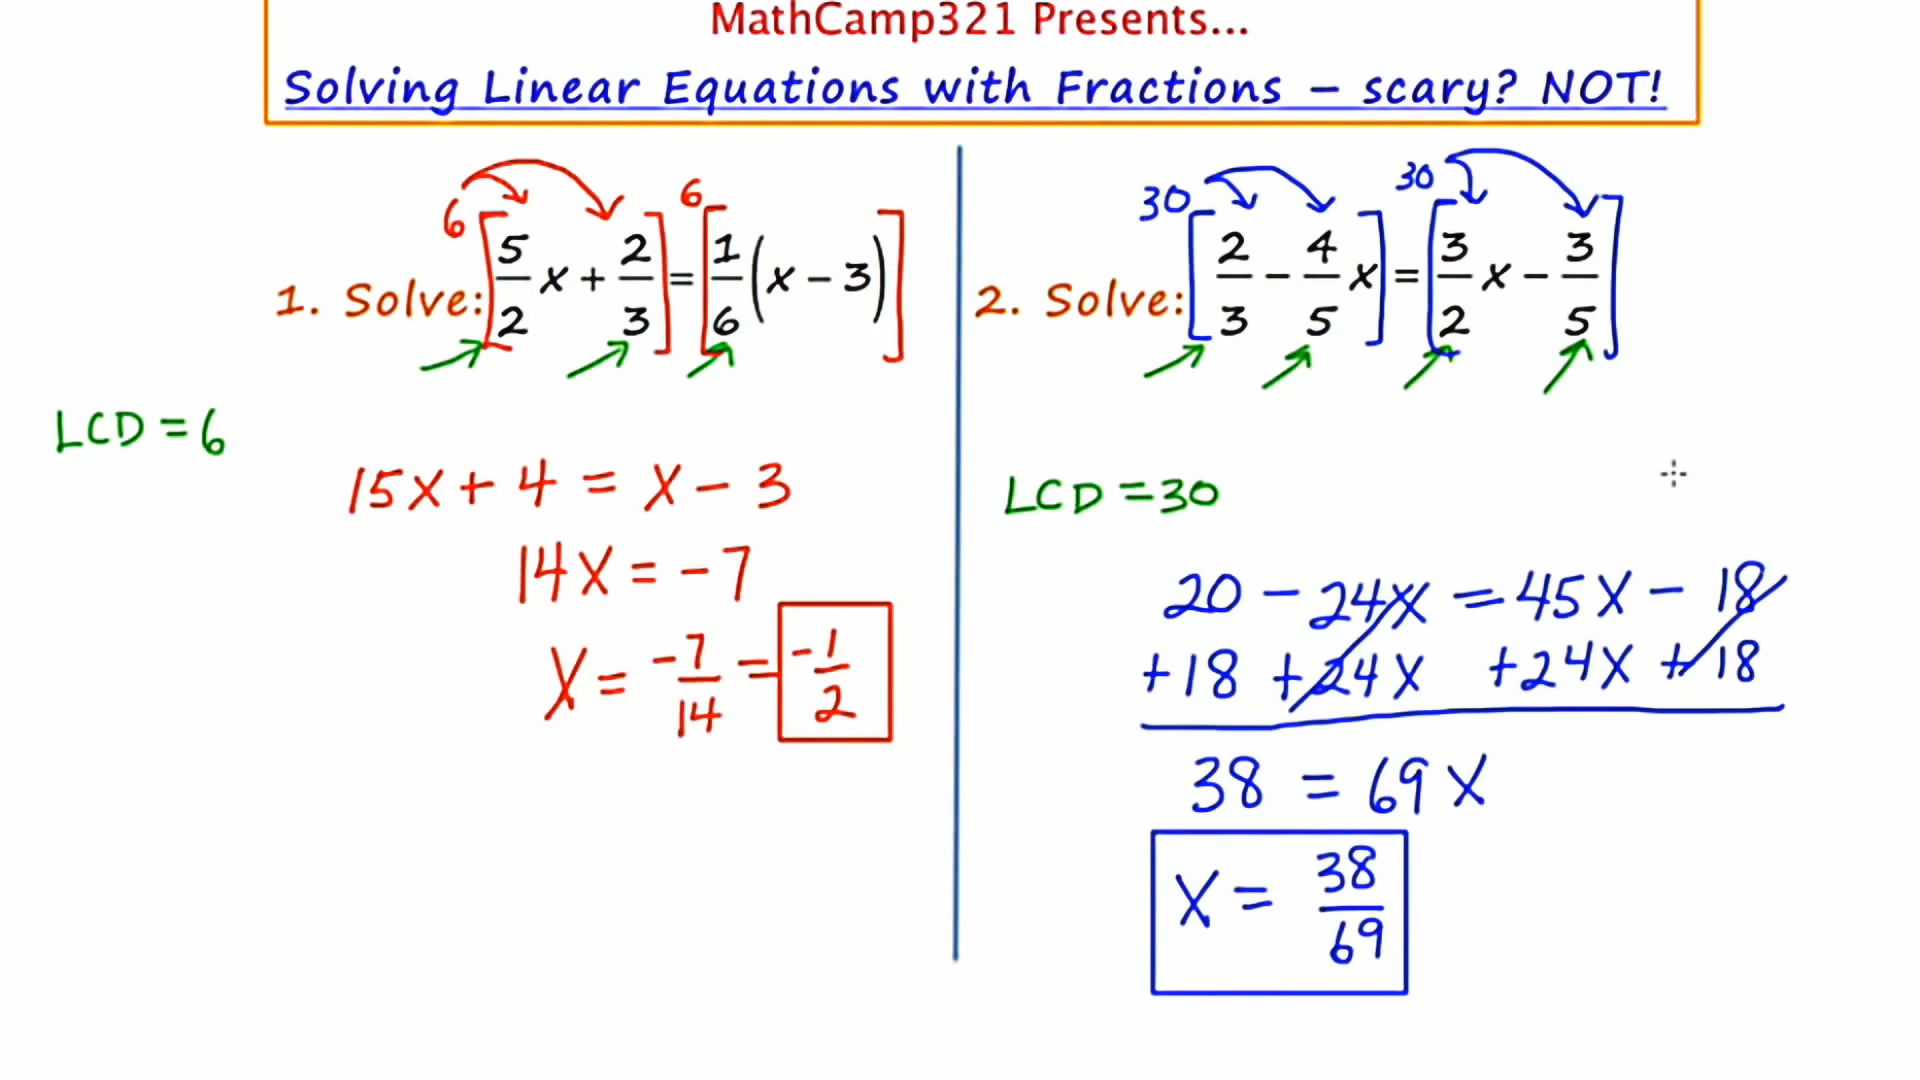 MathCamp321 Presents...
Solving Linear Equations with Fractions – scary? NOT!
1. Solve: 6[5/2 x + 2/3] = 6[1/6 (x − 3)]
LCD = 6
15x + 4 = x − 3
14x = −7
x = −7/14 = −1/2
2. Solve: 30[2/3 − 4/5 x] = 30[3/2 x − 3/5]
LCD = 30
20 − 24x = 45x − 18
+18 +24x +24x +18
38 = 69x
x = 38/69